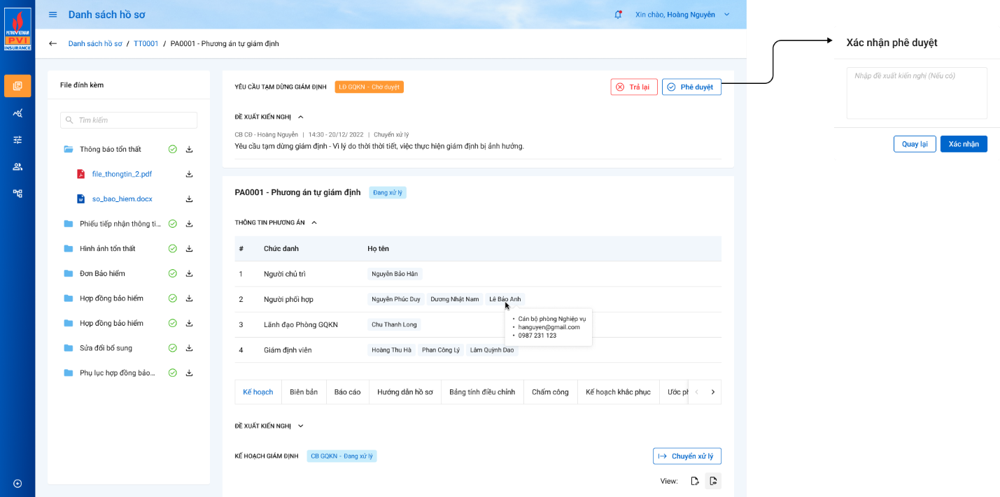 PETROVIETNAM
PVI
INSURANCE
Danh sách hồ sơ
Xin chào, Hoàng Nguyên
Danh sách hồ sơ / TT0001 / PA0001 - Phương án tự giám định
File đính kèm
Tìm kiếm
Thông báo tổn thất
file_thongtin_2.pdf
so_bao_hiem.docx
Phiếu tiếp nhận thông ti...
Hình ảnh tổn thất
Đơn Bảo hiểm
Hợp đồng bảo hiểm
Hợp đồng bảo hiểm
Sửa đổi bổ sung
Phụ lục hợp đồng bảo...
YÊU CẦU TẠM DỪNG GIÁM ĐỊNH LĐ GQKN - Chờ duyệt
Trả lại Phê duyệt
ĐỀ XUẤT KIẾN NGHỊ
CB CĐ - Hoàng Nguyên | 14:30 - 20/12/ 2022 | Chuyển xử lý
Yêu cầu tạm dừng giám định - Vì lý do thời thời tiết, việc thực hiện giám định bị ảnh hưởng.
PA0001 - Phương án tự giám định Đang xử lý
THÔNG TIN PHƯƠNG ÁN
# Chức danh Họ tên
1 Người chủ trì Nguyễn Bảo Hân
2 Người phối hợp Nguyễn Phúc Duy Dương Nhật Nam Lê Bảo Anh
3 Lãnh đạo Phòng GQKN Chu Thanh Long
4 Giám định viên Hoàng Thu Hà Phan Công Lý Lâm Quỳnh Dao
• Cán bộ phòng Nghiệp vụ
• hanguyen@gmail.com
• 0987 231 123
Kế hoạch Biên bản Báo cáo Hướng dẫn hồ sơ Bảng tính điều chỉnh Chấm công Kế hoạch khắc phục Ước ph
ĐỀ XUẤT KIẾN NGHỊ
KẾ HOẠCH GIÁM ĐỊNH CB GQKN - Đang xử lý
Chuyển xử lý
View:
Xác nhận phê duyệt
Nhập đề xuất kiến nghị (Nếu có)
Quay lại Xác nhận